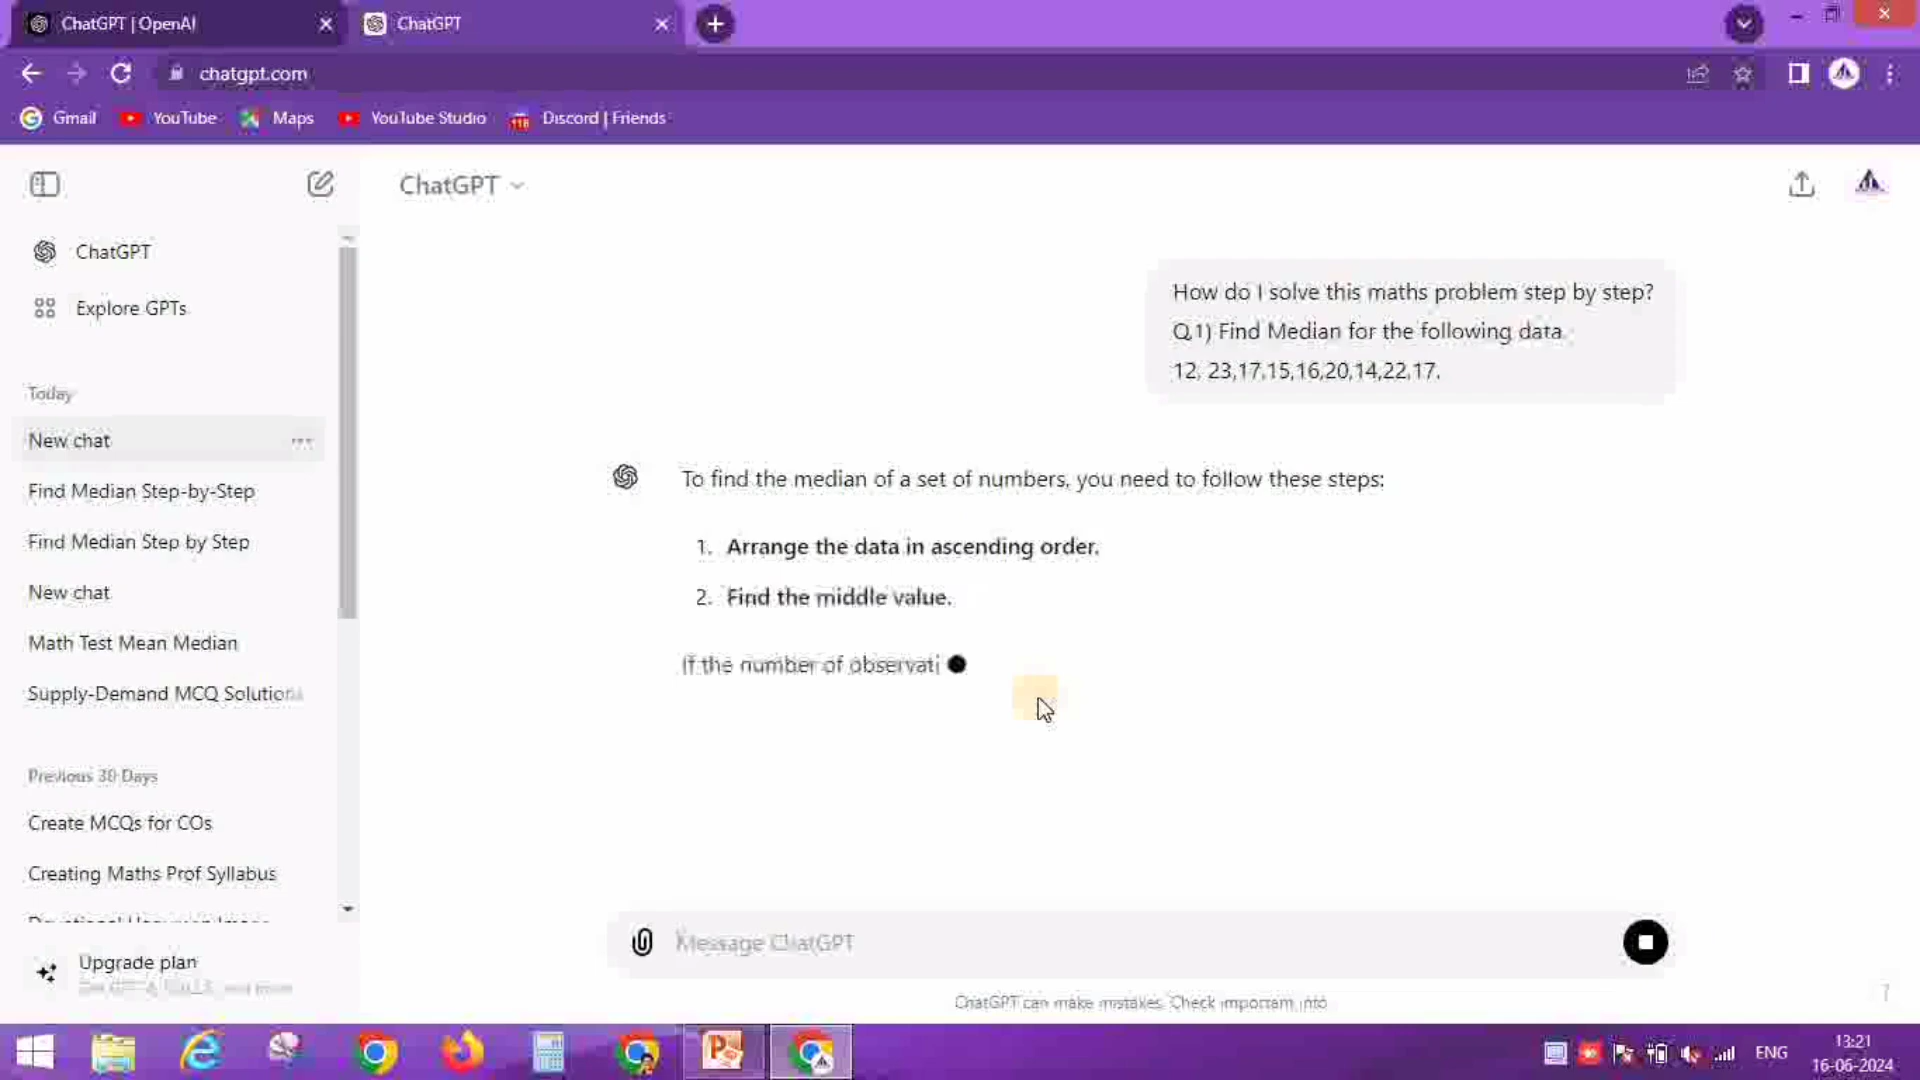 ChatGPT | OpenAI
ChatGPT
chatgpt.com
Gmail
YouTube
Maps
YouTube Studio
Discord | Friends
ChatGPT
ChatGPT
Explore GPTs
Today
New chat
Find Median Step-by-Step
Find Median Step by Step
New chat
Math Test Mean Median
Supply-Demand MCQ Solutions
Previous 30 Days
Create MCQs for COs
Creating Maths Prof Syllabus
Upgrade plan
How do I solve this maths problem step by step?
Q.1) Find Median for the following data.
12, 23,17,15,16,20,14,22,17.
To find the median of a set of numbers, you need to follow these steps:
1. Arrange the data in ascending order.
2. Find the middle value.
If the number of observati
Message ChatGPT
ChatGPT can make mistakes. Check important info
?
ENG
13:21
16-06-2024